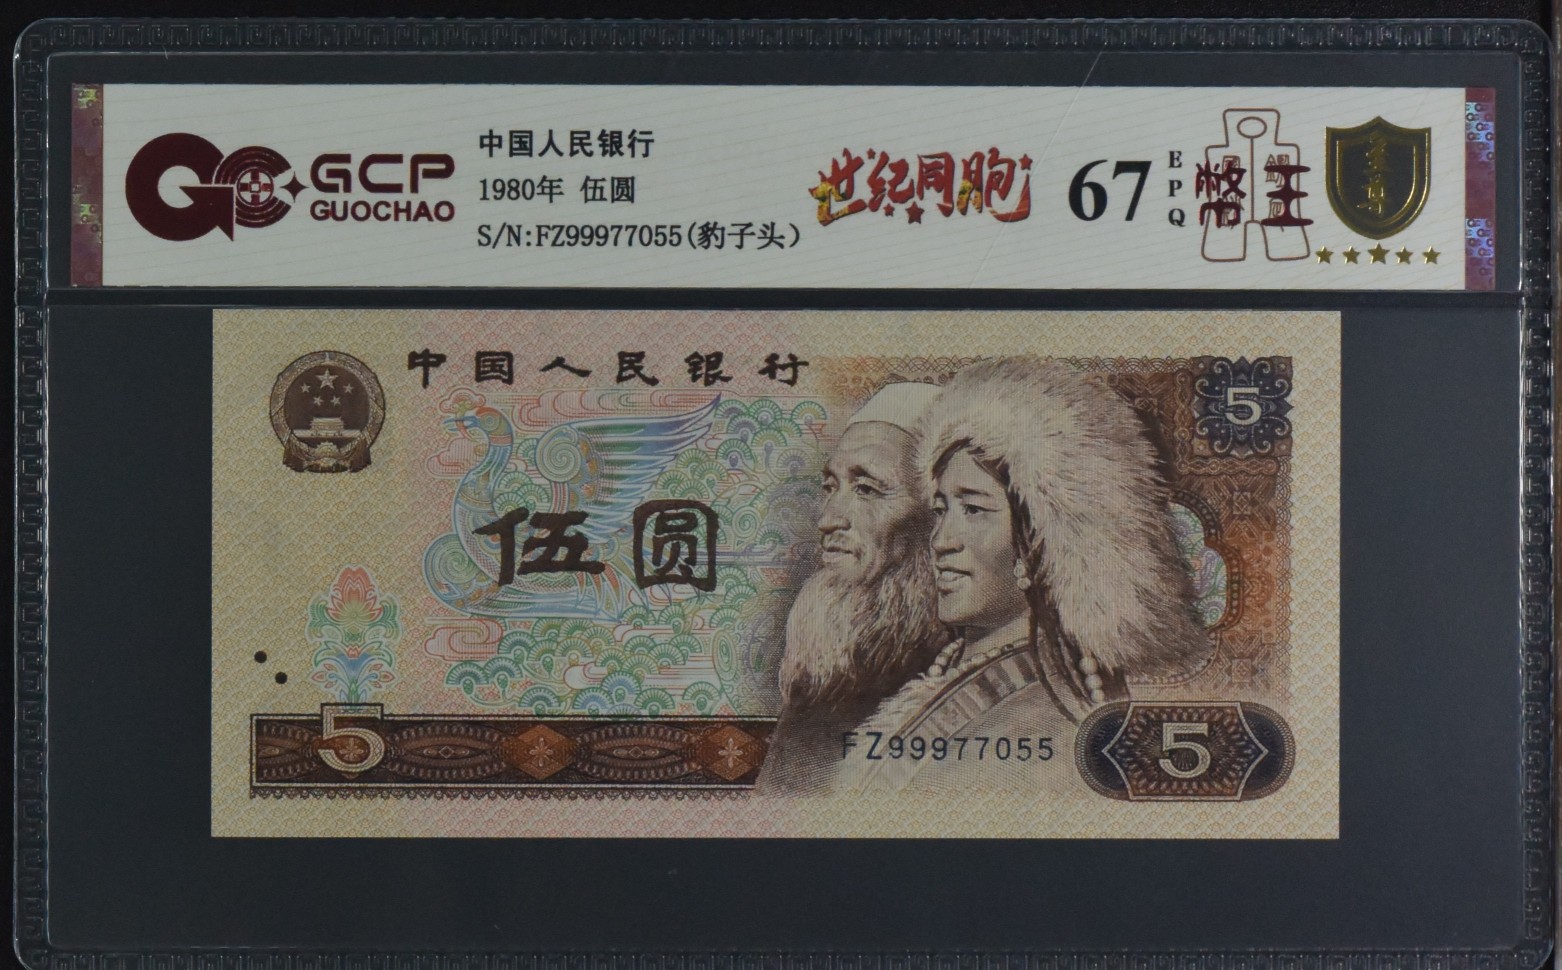 GCP
GUOCHAO
中国人民银行
1980年 伍圆
S/N:FZ99977055(豹子头)
世纪同胞
67
EPQ
中国人民银行
5
伍圆
5
FZ99977055
5